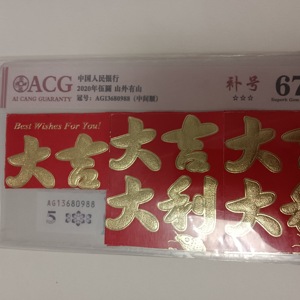 ACG
AI CANG GUARANTY
中国人民银行
2020年伍圆 山外有山
冠号: AG13680988 (中间颖)
补号
☆☆☆
67
Best Wishes For You!
大吉
大吉
大利
大
大
AG13680988
5